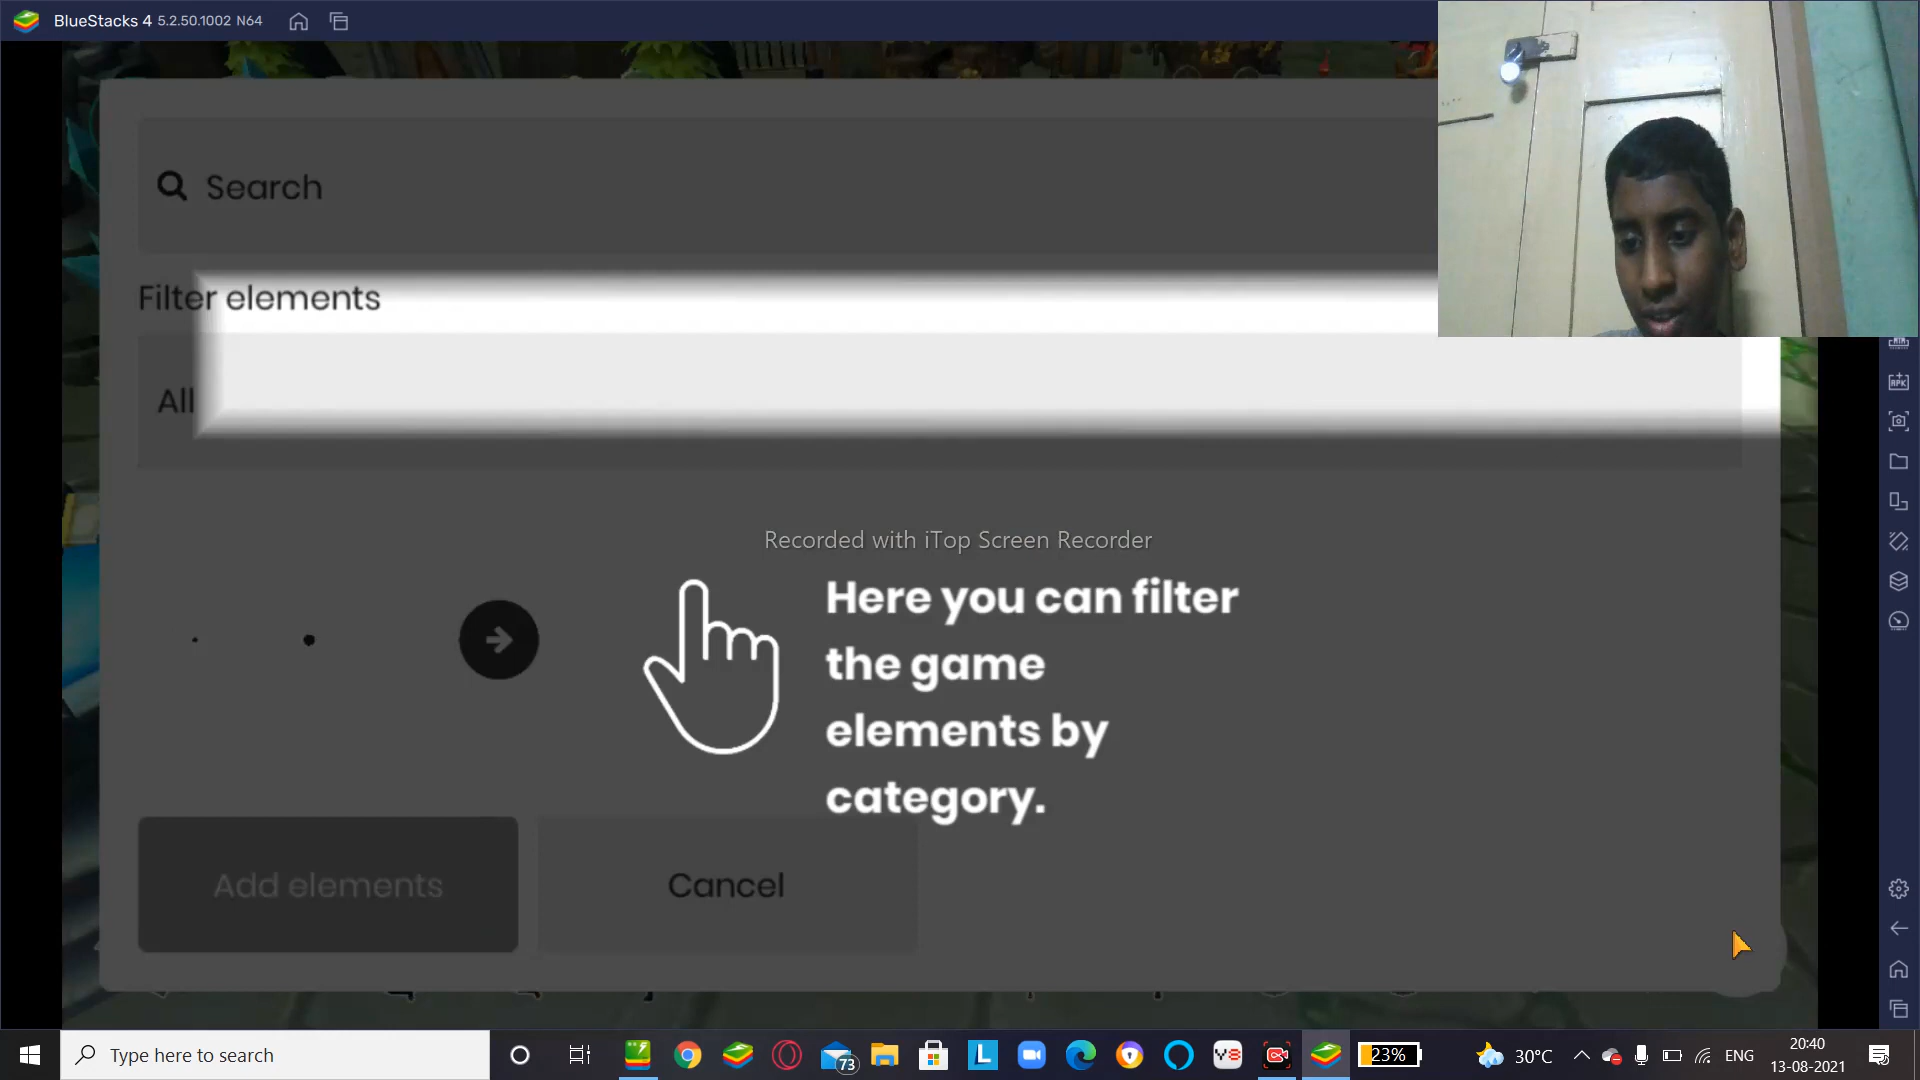 BlueStacks 4 5.2.50.1002 N64
Search
Filter elements
All
Recorded with iTop Screen Recorder
Here you can filter
the game
elements by
category.
Add elements
Cancel
Type here to search
73
23%
30°C
ENG
20:40
13-08-2021